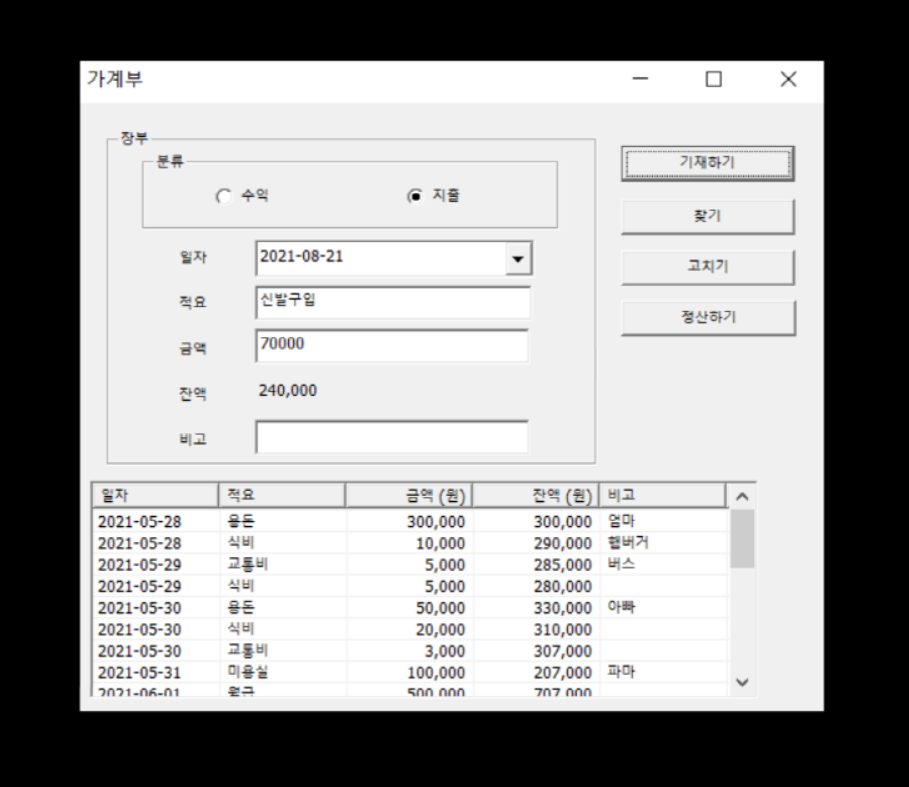 가계부
장부
분류
수익 지출
일자 2021-08-21
적요 신발구입
금액 70000
잔액 240,000
비고
기재하기
찾기
고치기
정산하기
일자 적요 금액 (원) 잔액 (원) 비고
2021-05-28 용돈 300,000 300,000 엄마
2021-05-28 식비 10,000 290,000 햄버거
2021-05-29 교통비 5,000 285,000 버스
2021-05-29 식비 5,000 280,000
2021-05-30 용돈 50,000 330,000 아빠
2021-05-30 식비 20,000 310,000
2021-05-30 교통비 3,000 307,000
2021-05-31 미용실 100,000 207,000 파마
2021-06-01 월급 500,000 707,000